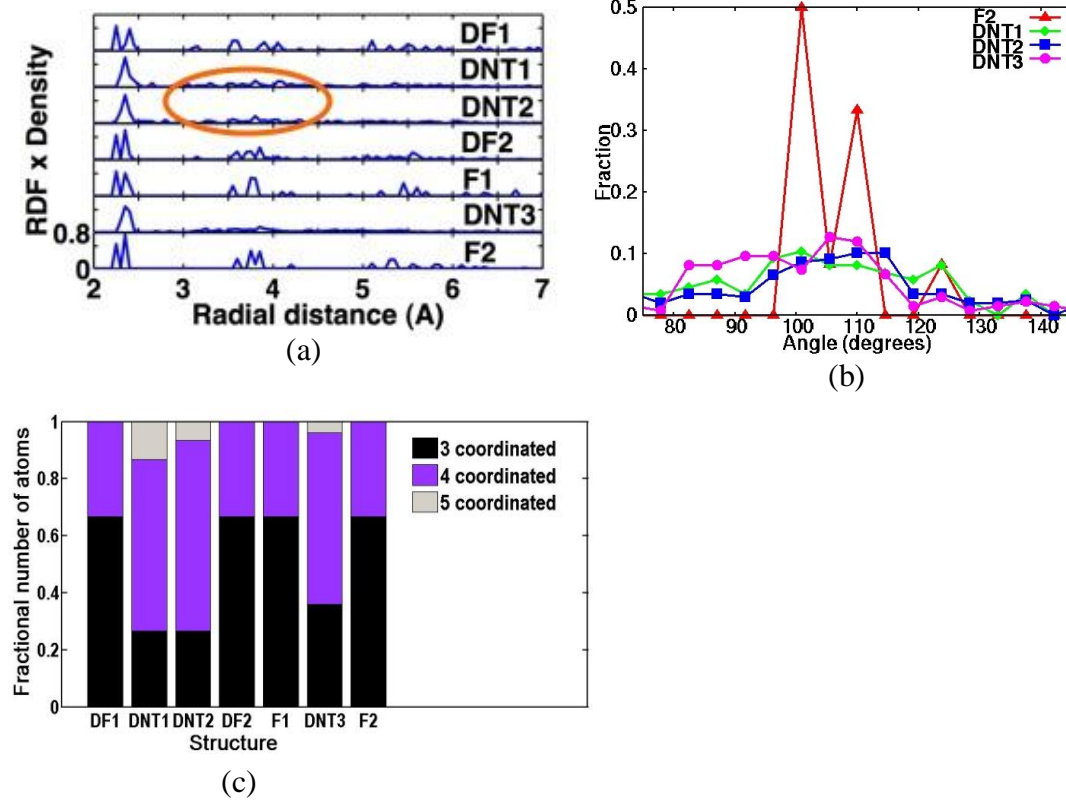 DF1
DNT1
DNT2
DF2
F1
DNT3
F2
RDF x Density
0.8
0
2 3 4 5 6 7
Radial distance (A)
(a)
F2
DNT1
DNT2
DNT3
0.5
0.4
0.3
0.2
0.1
0
Fraction
80 90 100 110 120 130 140
Angle (degrees)
(b)
1
0.8
0.6
0.4
0.2
0
Fractional number of atoms
3 coordinated
4 coordinated
5 coordinated
DF1 DNT1 DNT2 DF2 F1 DNT3 F2
Structure
(c)